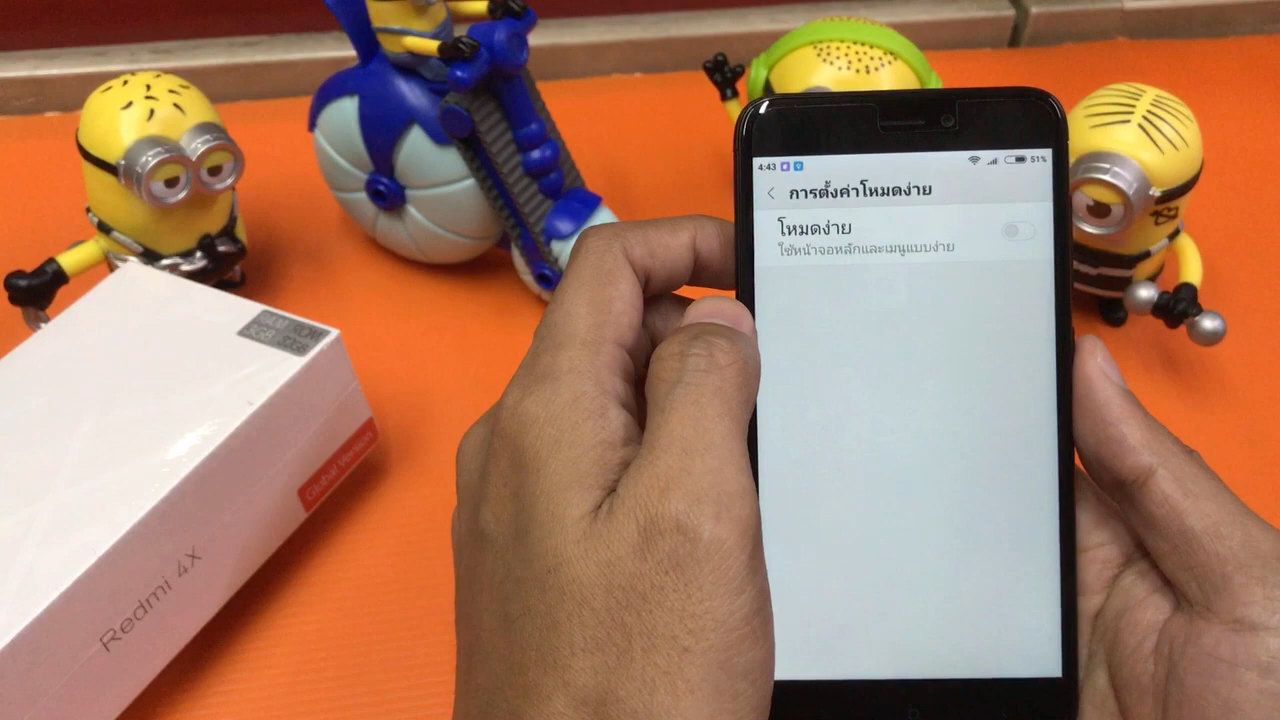 4:43
51%
การตั้งค่าโหมดง่าย
โหมดง่าย
ใช้หน้าจอหลักและเมนูแบบง่าย
Global Version
Redmi 4X